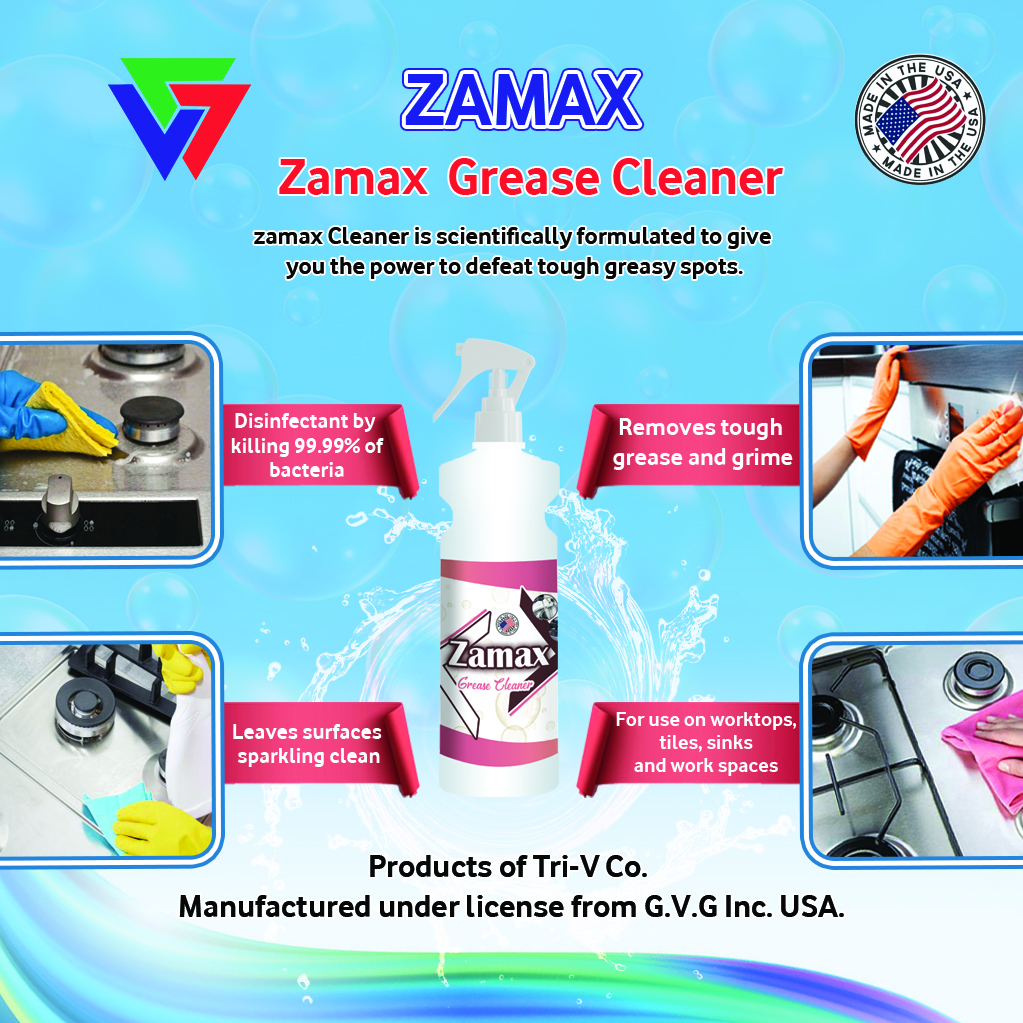 ZAMAX
MADE IN THE USA
MADE IN THE USA
Zamax Grease Cleaner
zamax Cleaner is scientifically formulated to give
you the power to defeat tough greasy spots.
Disinfectant by
killing 99.99% of
bacteria
Removes tough
grease and grime
Zamax
Grease Cleaner
Leaves surfaces
sparkling clean
For use on worktops,
tiles, sinks
and work spaces
Products of Tri-V Co.
Manufactured under license from G.V.G Inc. USA.